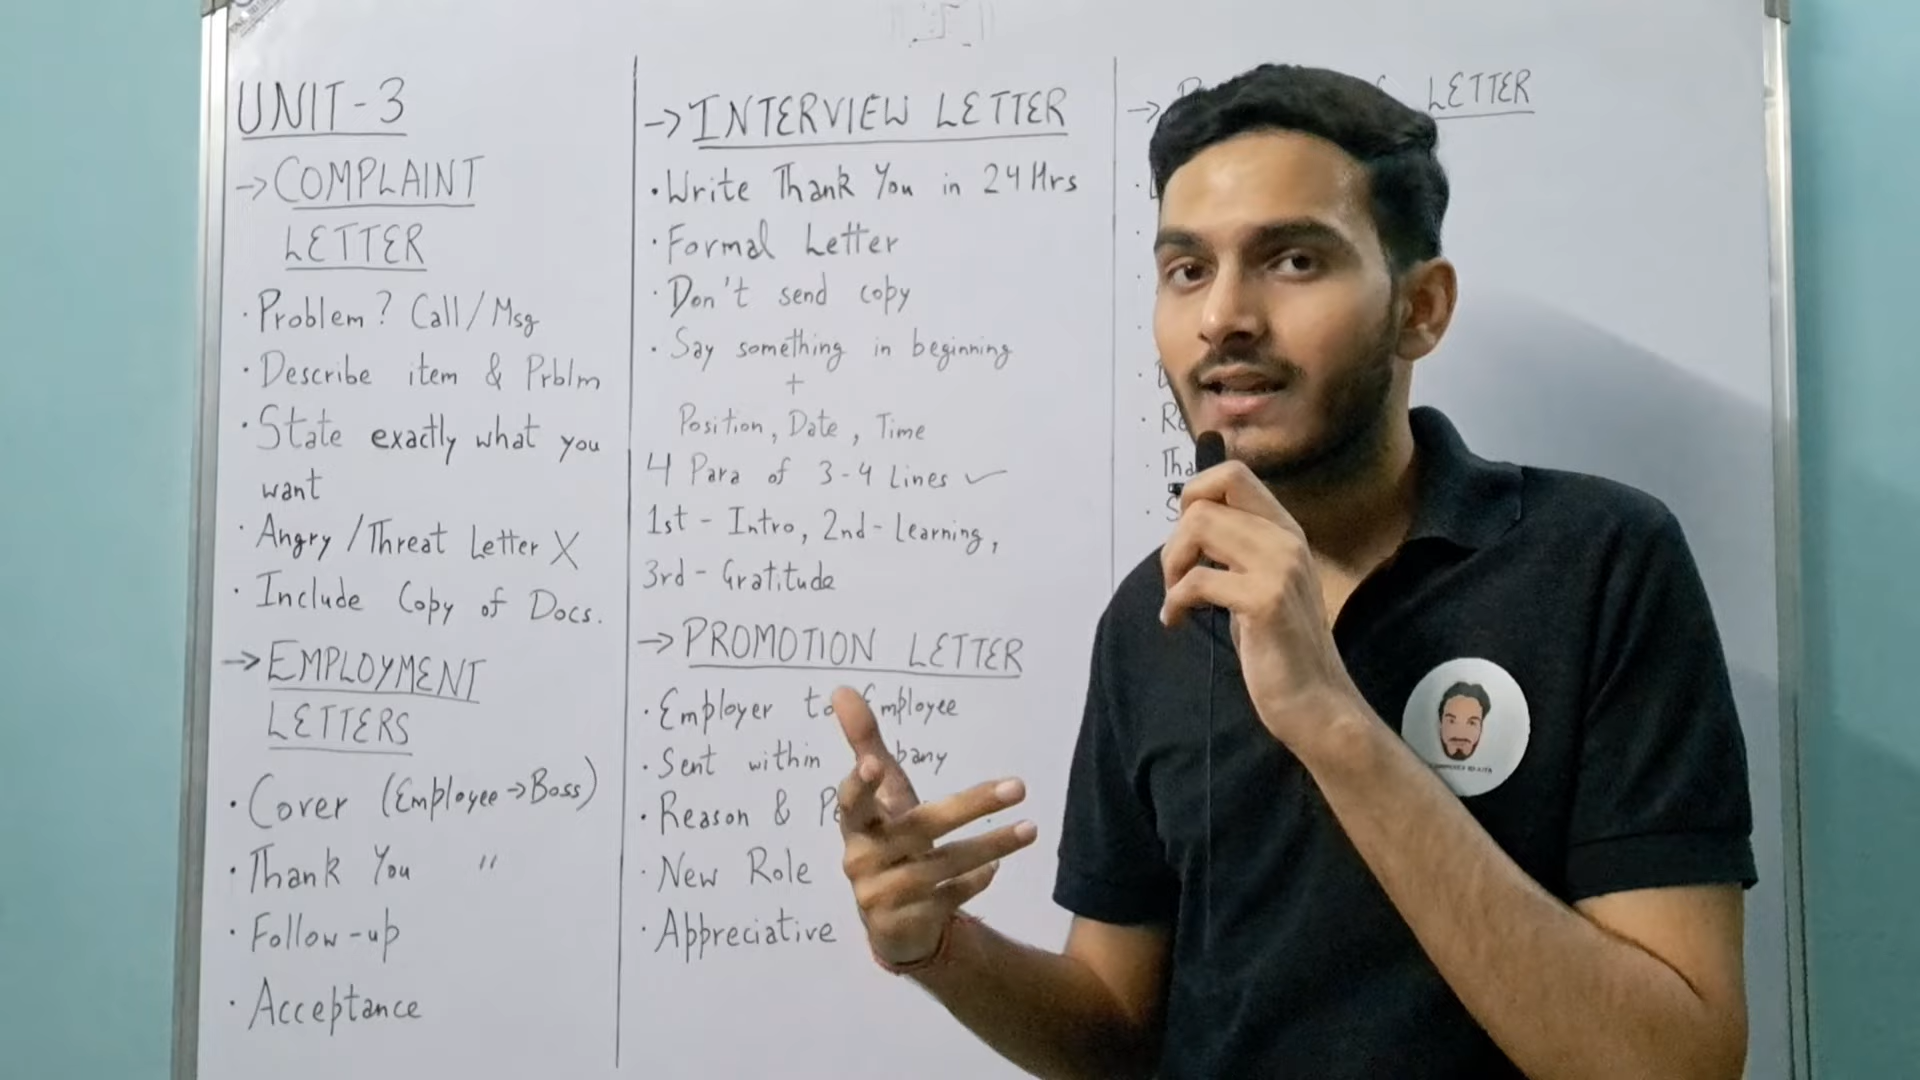 UNIT-3
→ COMPLAINT
LETTER
· Problem? Call/Msg
· Describe item & Prblm
· State exactly what you
want
· Angry/Threat Letter X
· Include Copy of Docs.
→ EMPLOYMENT
LETTERS
· Cover (Employee→Boss)
· Thank You "
· Follow-up
· Acceptance
→ INTERVIEW LETTER
· Write Thank You in 24 Hrs
· Formal Letter
· Don't send copy
· Say something in beginning
+
Position, Date, Time
4 Para of 3-4 Lines ✓
1st - Intro, 2nd - Learning,
3rd - Gratitude
→ PROMOTION LETTER
· Employer to Employee
· Sent within
· Reason &
· New Role
· Appreciative
→ LETTER